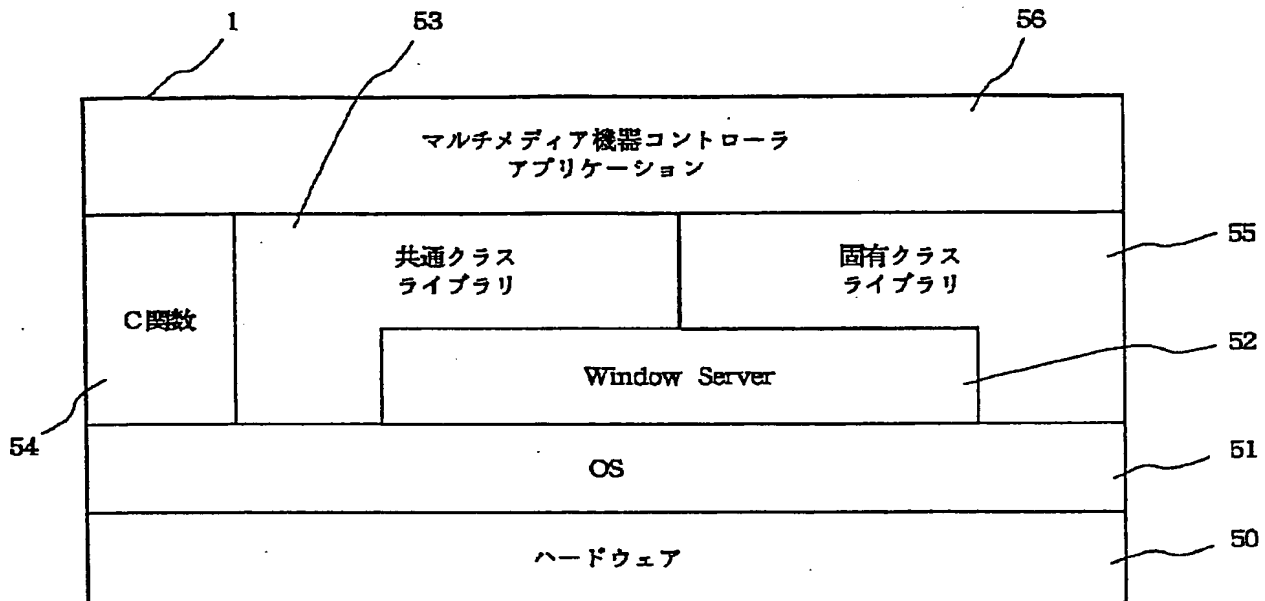 1
53
56
マルチメディア機器コントローラ
アプリケーション
共通クラス
ライブラリ
固有クラス
ライブラリ
55
C関数
Window Server
52
54
OS
51
ハードウェア
50